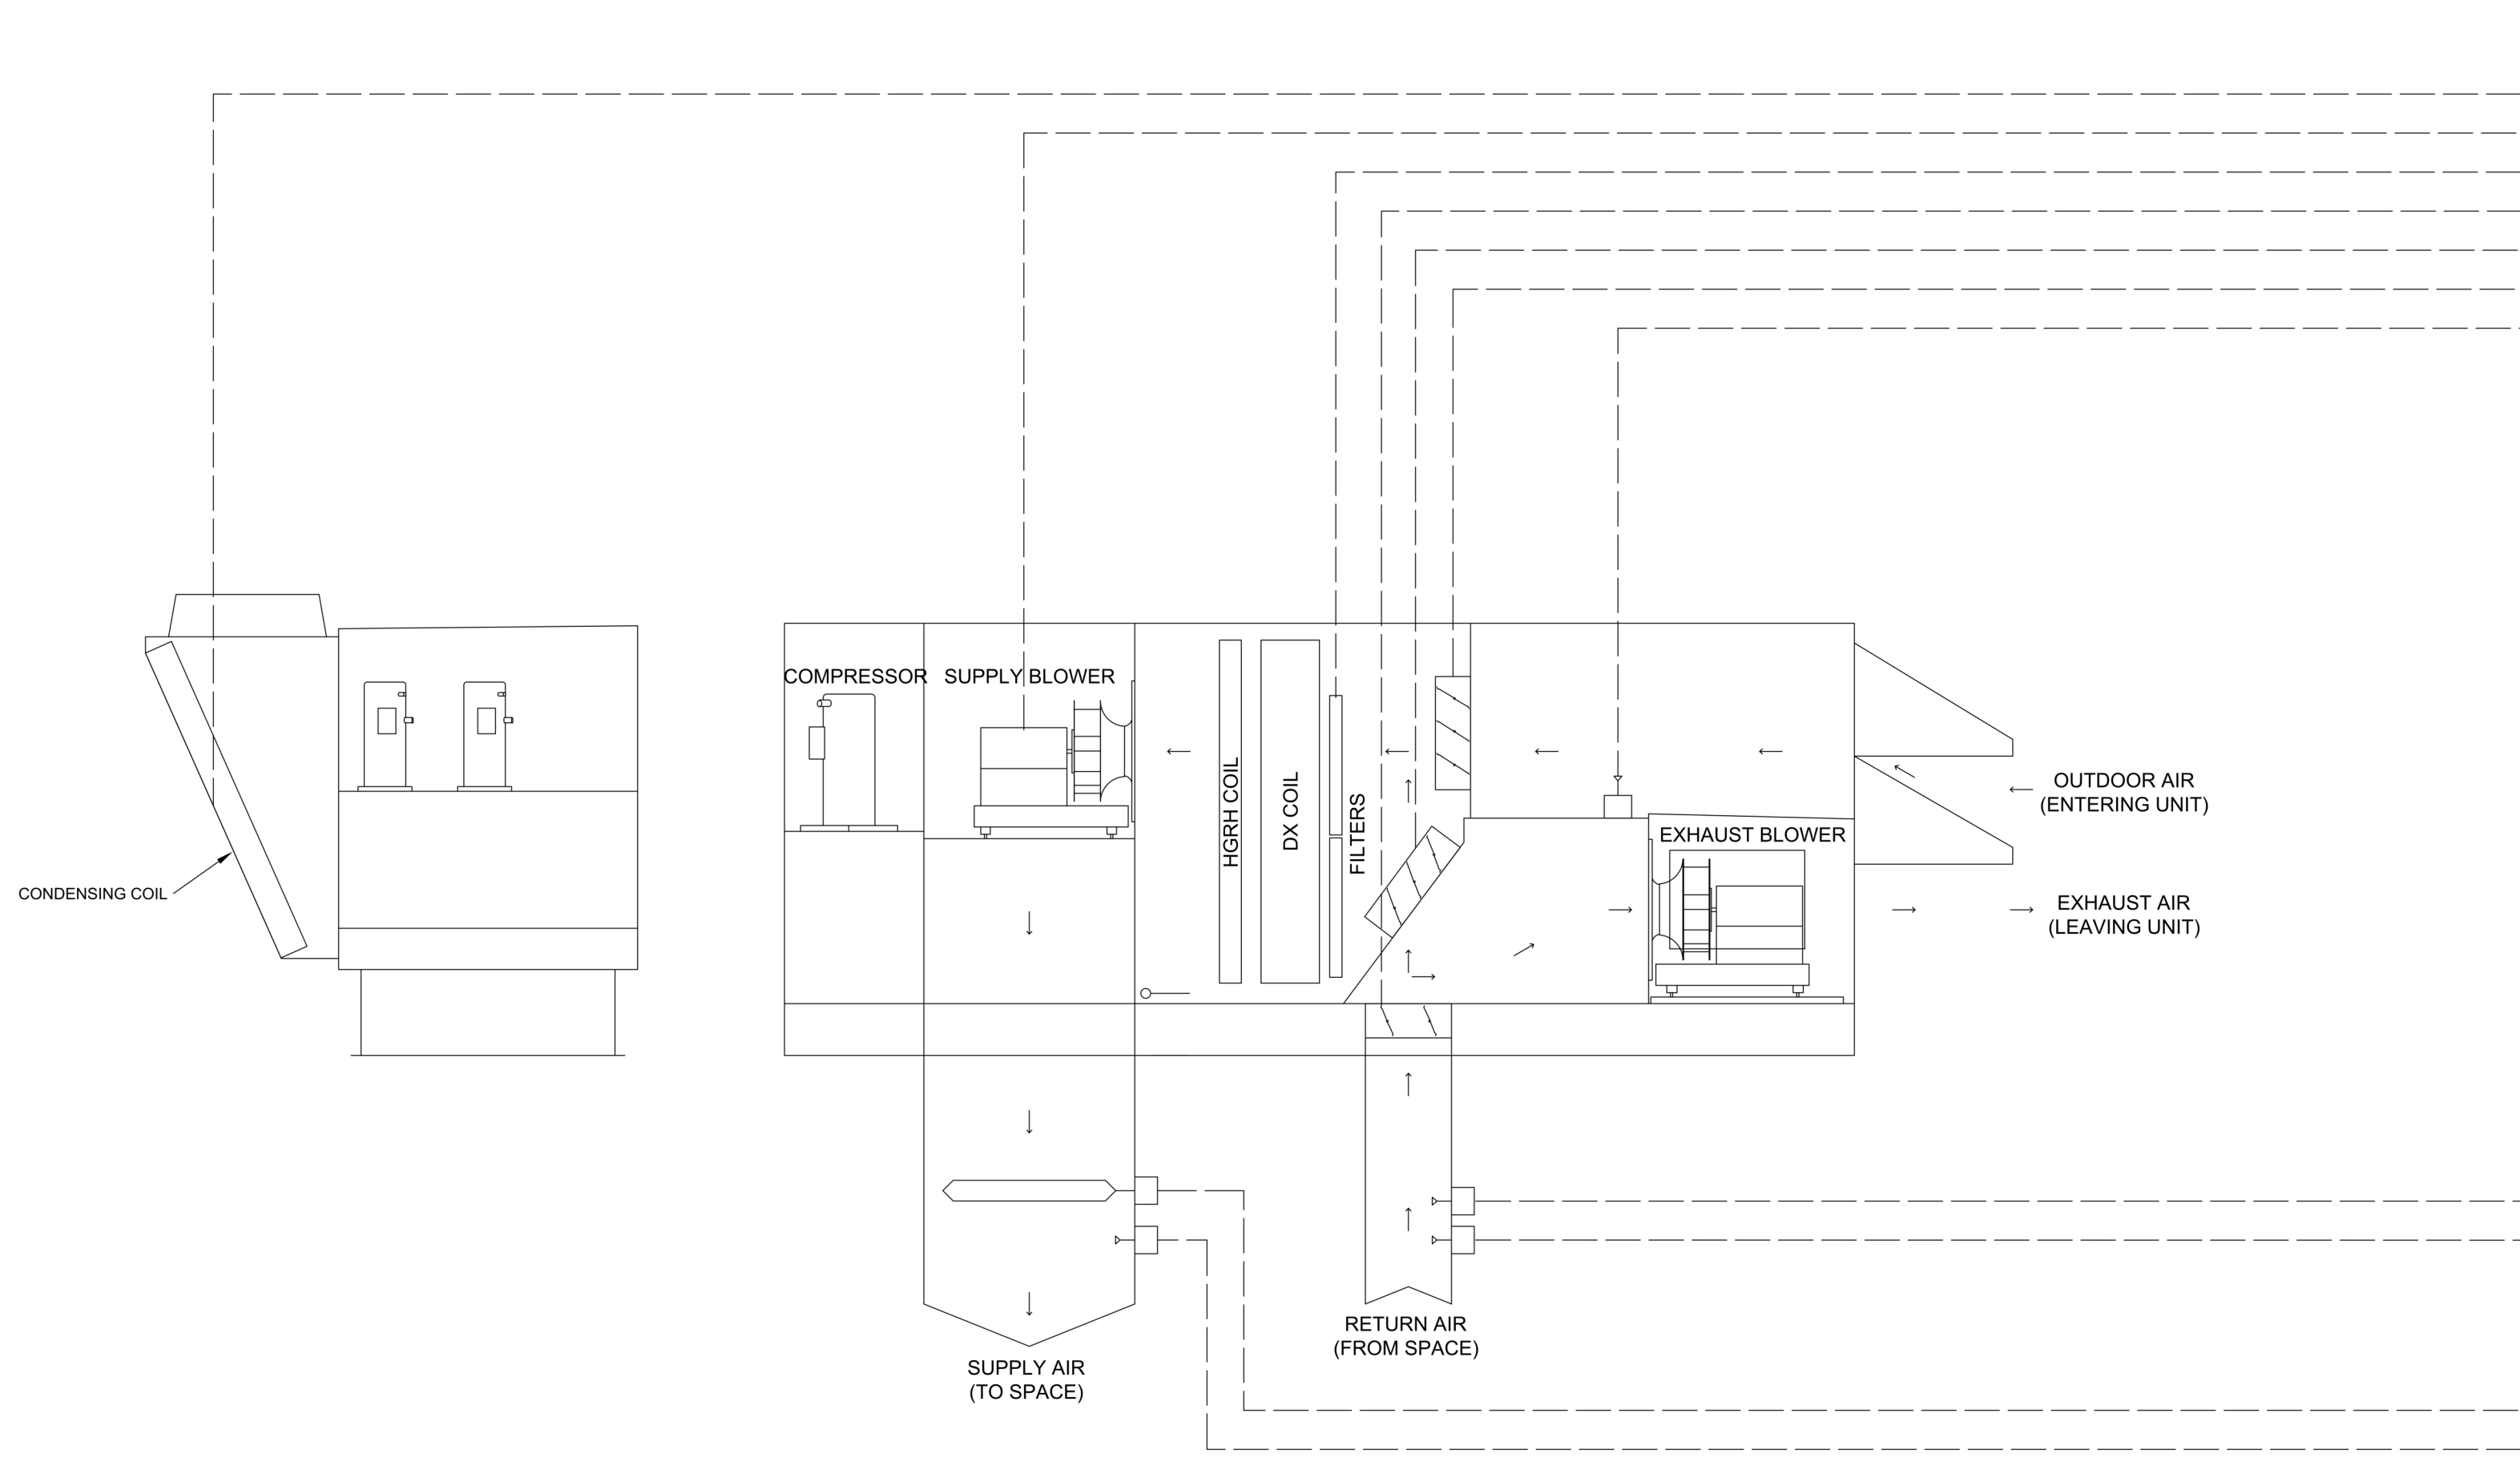 COMPRESSOR
SUPPLY BLOWER
HGRH COIL
DX COIL
FILTERS
EXHAUST BLOWER
OUTDOOR AIR
(ENTERING UNIT)
CONDENSING COIL
EXHAUST AIR
(LEAVING UNIT)
RETURN AIR
(FROM SPACE)
SUPPLY AIR
(TO SPACE)